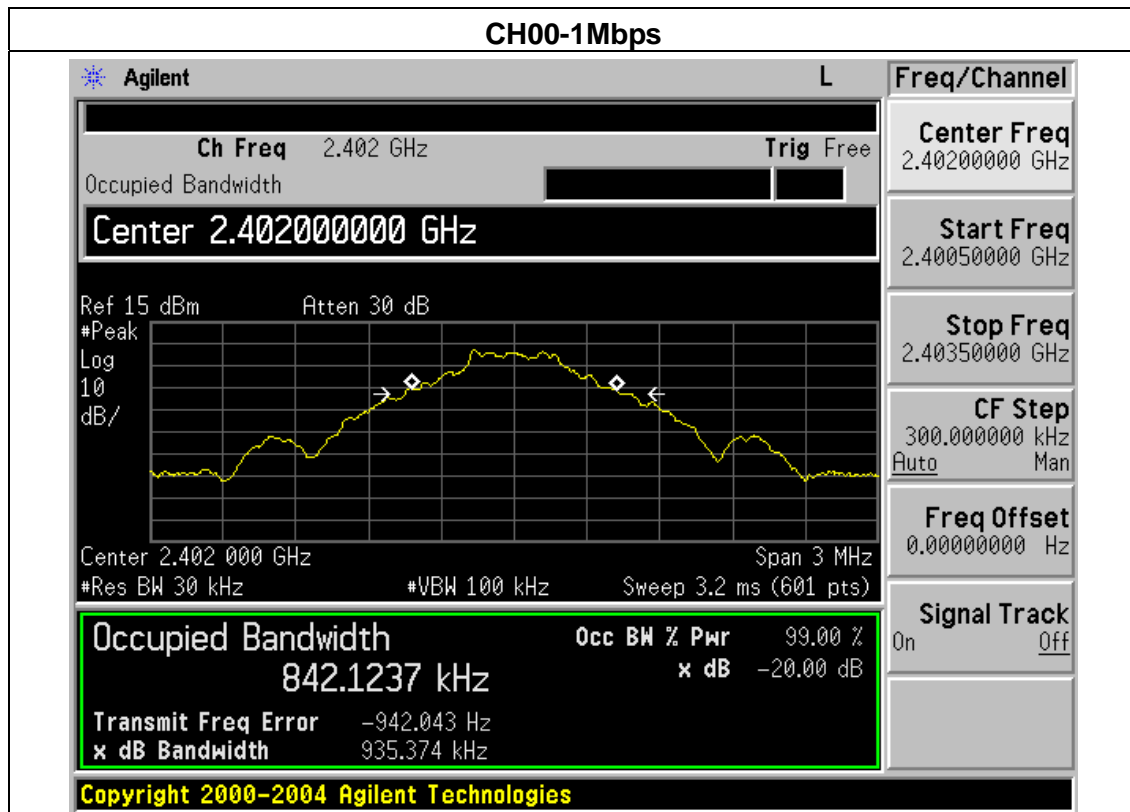 CH00-1Mbps
Agilent L Freq/Channel
Ch Freq 2.402 GHz Trig Free
Occupied Bandwidth
Center 2.402000000 GHz
Ref 15 dBm Atten 30 dB
#Peak
Log
10
dB/
Center 2.402 000 GHz Span 3 MHz
#Res BW 30 kHz #VBW 100 kHz Sweep 3.2 ms (601 pts)
Occupied Bandwidth Occ BW % Pwr 99.00 %
842.1237 kHz x dB -20.00 dB
Transmit Freq Error -942.043 Hz
x dB Bandwidth 935.374 kHz
Copyright 2000-2004 Agilent Technologies
Center Freq
2.40200000 GHz
Start Freq
2.40050000 GHz
Stop Freq
2.40350000 GHz
CF Step
300.000000 kHz
Auto Man
Freq Offset
0.00000000 Hz
Signal Track
On Off